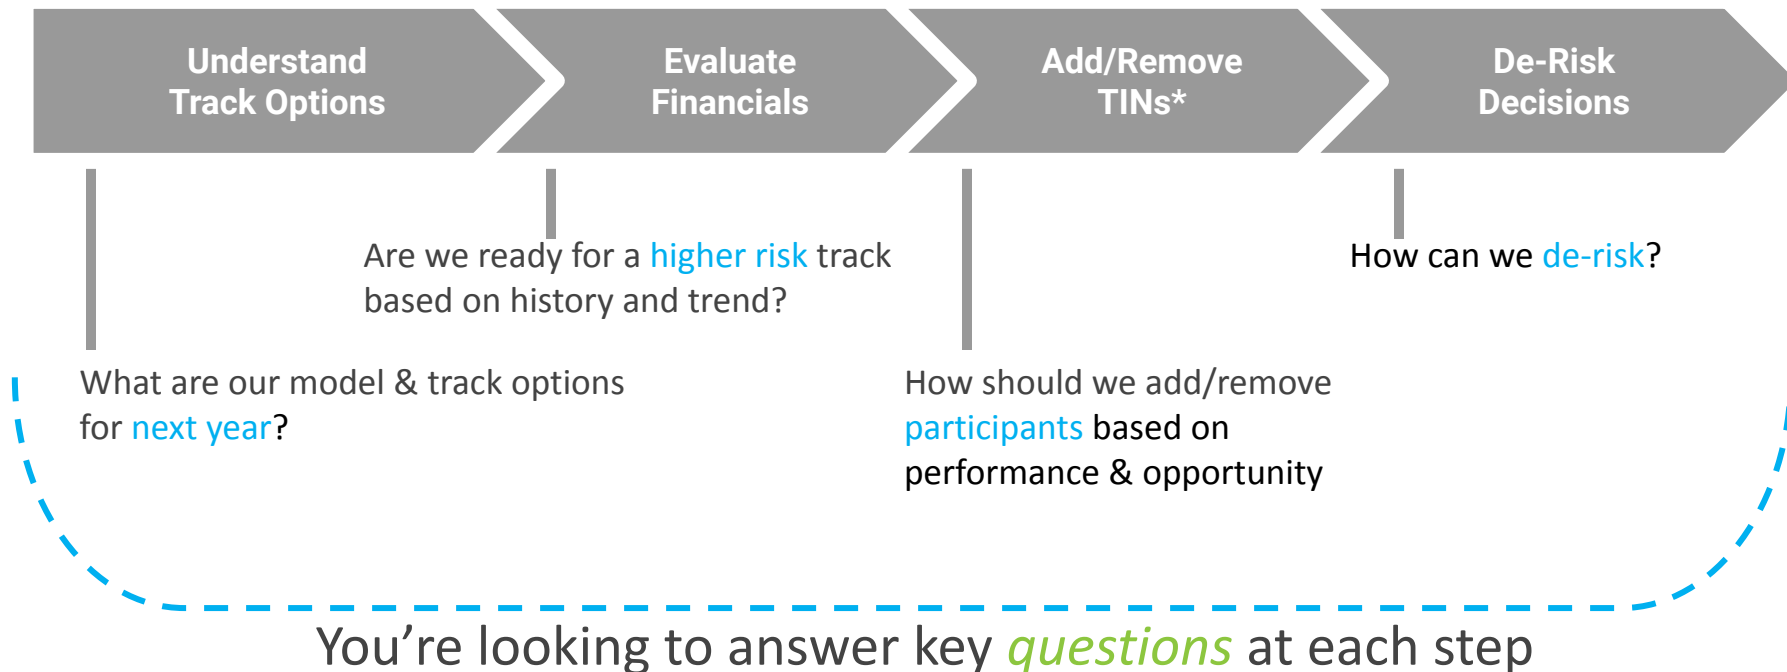 Understand
Track Options
Evaluate
Financials
Add/Remove
TINs*
De-Risk
Decisions
Are we ready for a higher risk track
based on history and trend?
How can we de-risk?
What are our model & track options
for next year?
How should we add/remove
participants based on
performance & opportunity
You’re looking to answer key questions at each step